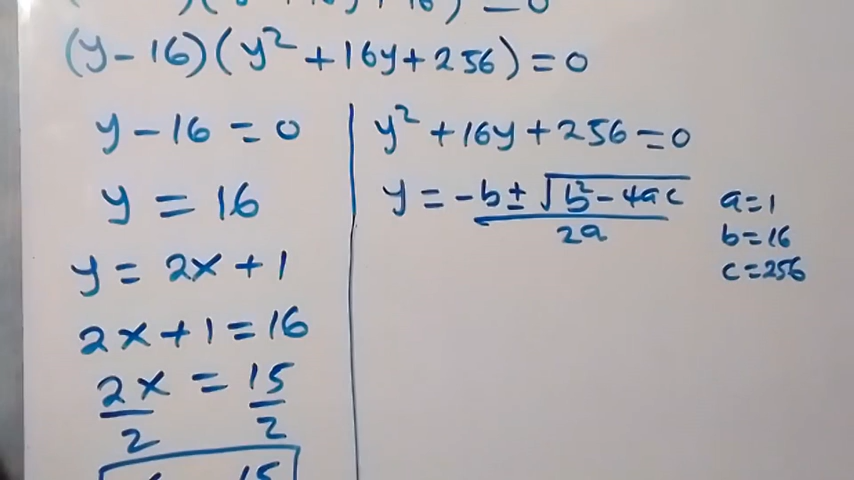 (y - 16)(y² + 16y + 256) = 0
y - 16 = 0
y = 16
y = 2x + 1
2x + 1 = 16
2x/2 = 15/2
15
y² + 16y + 256 = 0
y = -b ± √b² - 4ac / 2a
a = 1
b = 16
c = 256